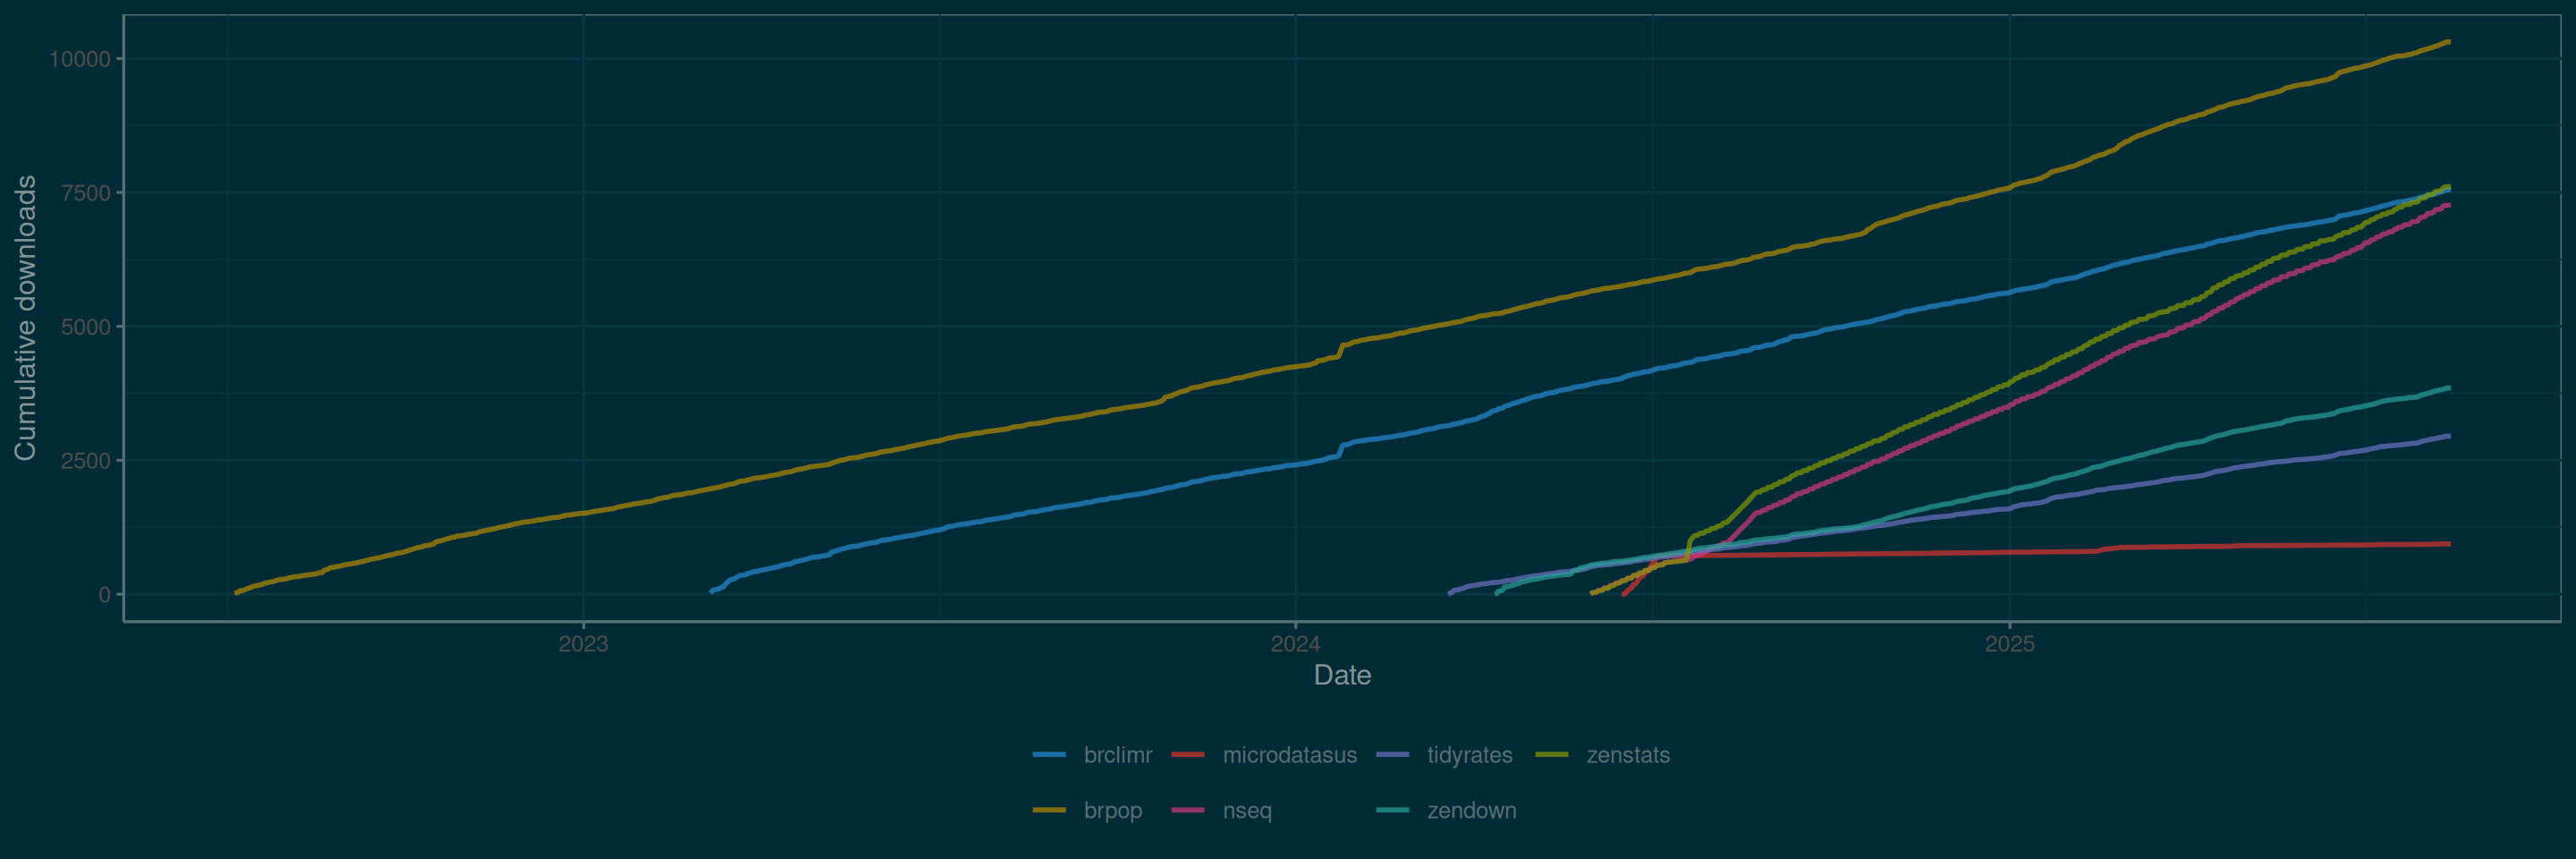 10000
7500
5000
2500
0
Cumulative downloads
2023 2024 2025
Date
brclimr microdatasus tidyrates zenstats
brpop nseq zendown